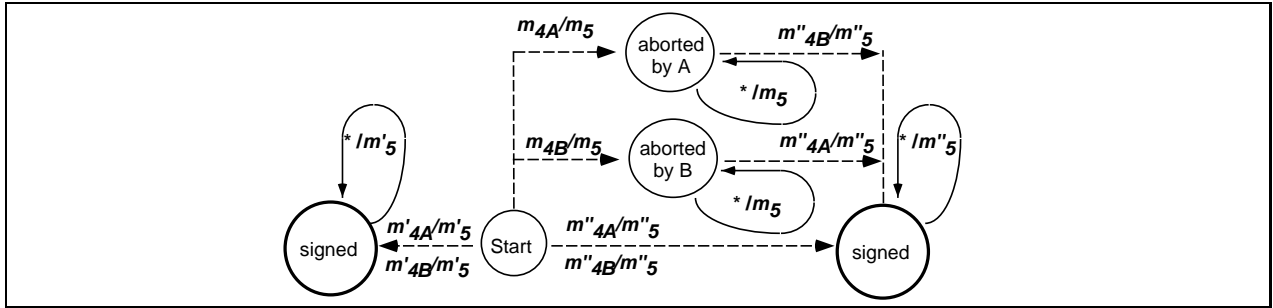 m4A/m5
aborted
by A
m"4B/m"5
* /m5
* /m'5
m4B/m5
aborted
by B
m"4A/m"5
* /m"5
* /m5
signed
m'4A/m'5
m'4B/m'5
Start
m"4A/m"5
m"4B/m"5
signed